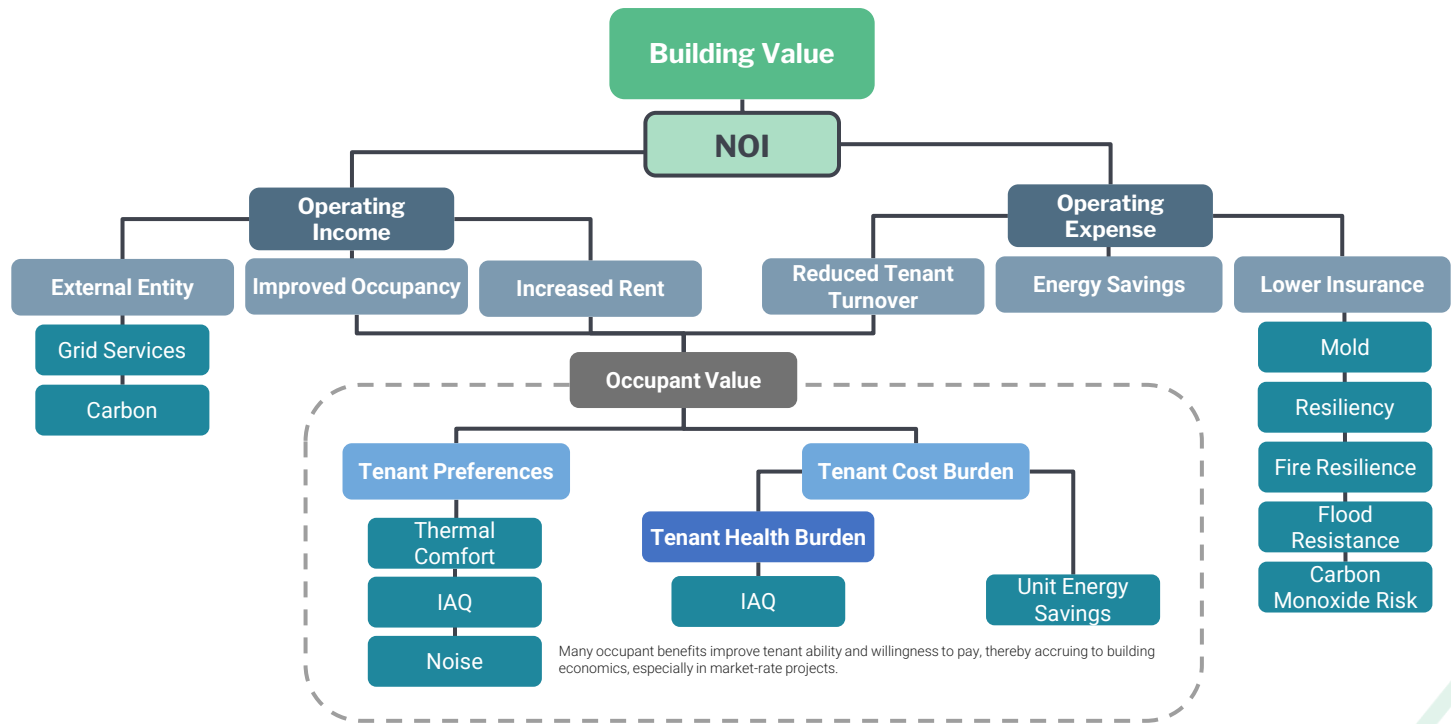 Building Value
NOI
Operating
Income
Operating
Expense
External Entity
Improved Occupancy
Increased Rent
Reduced Tenant
Turnover
Energy Savings
Lower Insurance
Grid Services
Carbon
Mold
Resiliency
Fire Resilience
Flood
Resistance
Carbon
Monoxide Risk
Occupant Value
Tenant Preferences
Tenant Cost Burden
Thermal
Comfort
IAQ
Noise
Tenant Health Burden
IAQ
Unit Energy
Savings
Many occupant benefits improve tenant ability and willingness to pay, thereby accruing to building
economics, especially in market-rate projects.